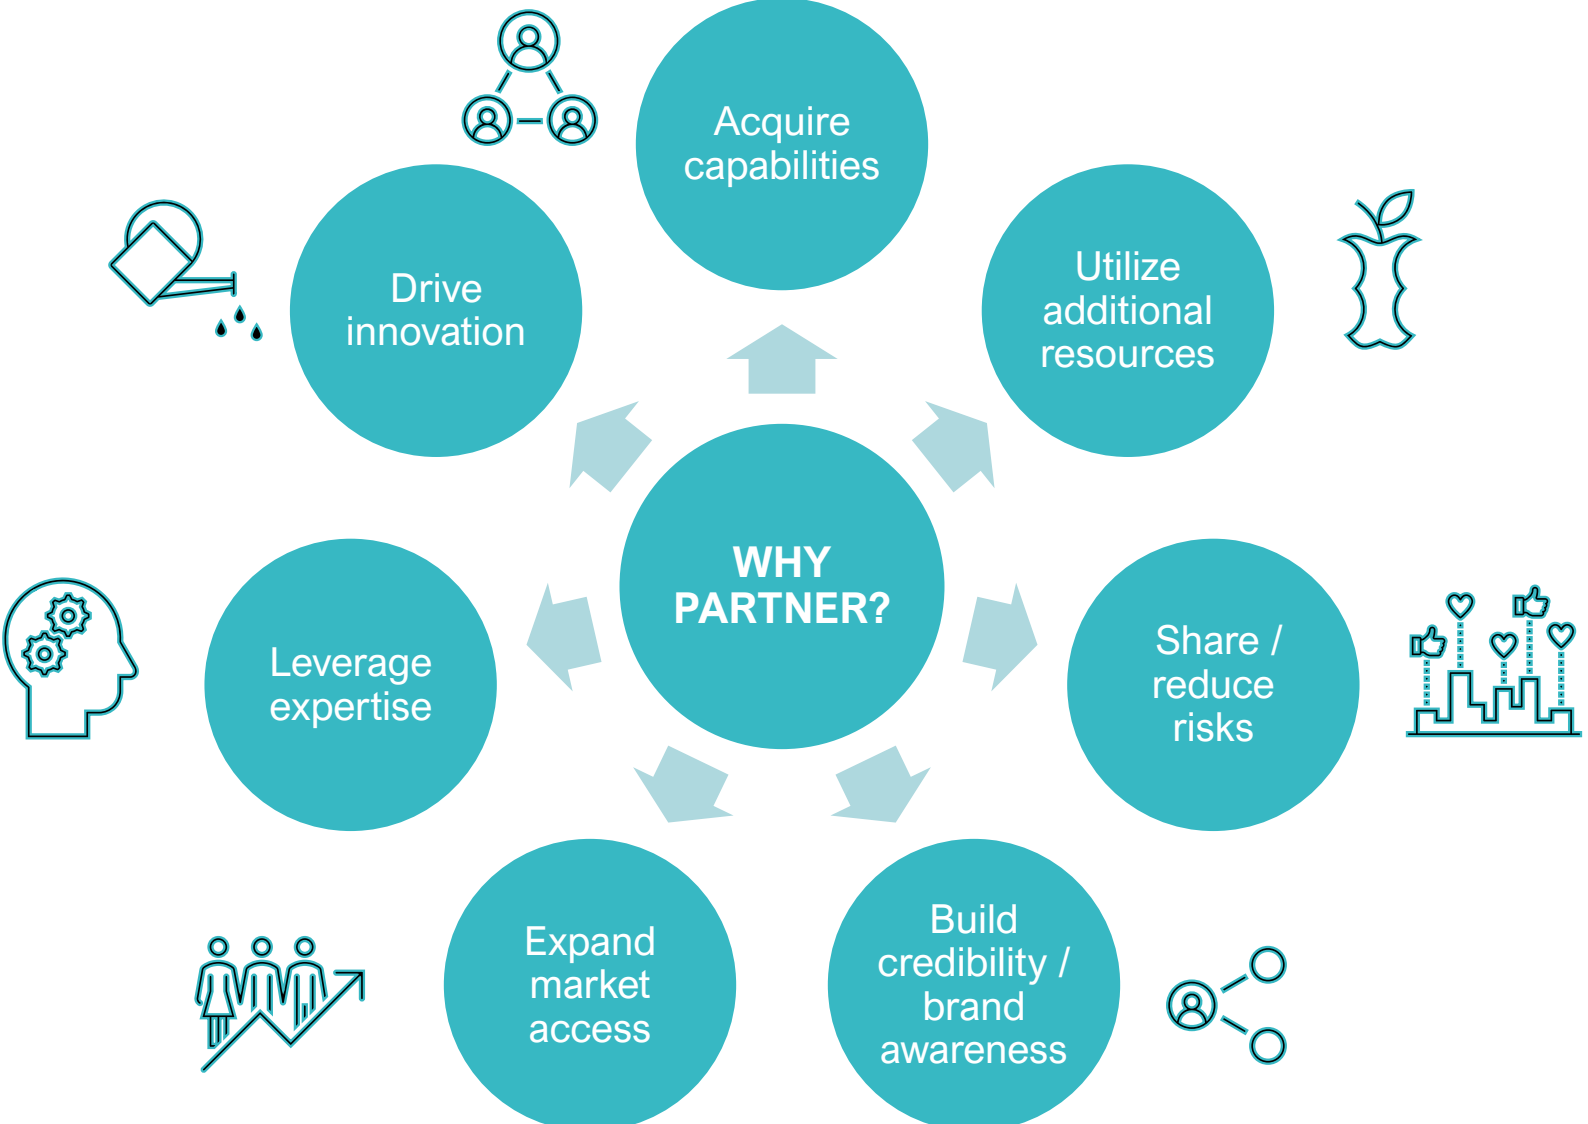 WHY
PARTNER?
Acquire
capabilities
Utilize
additional
resources
Share /
reduce
risks
Build
credibility /
brand
awareness
Expand
market
access
Leverage
expertise
Drive
innovation